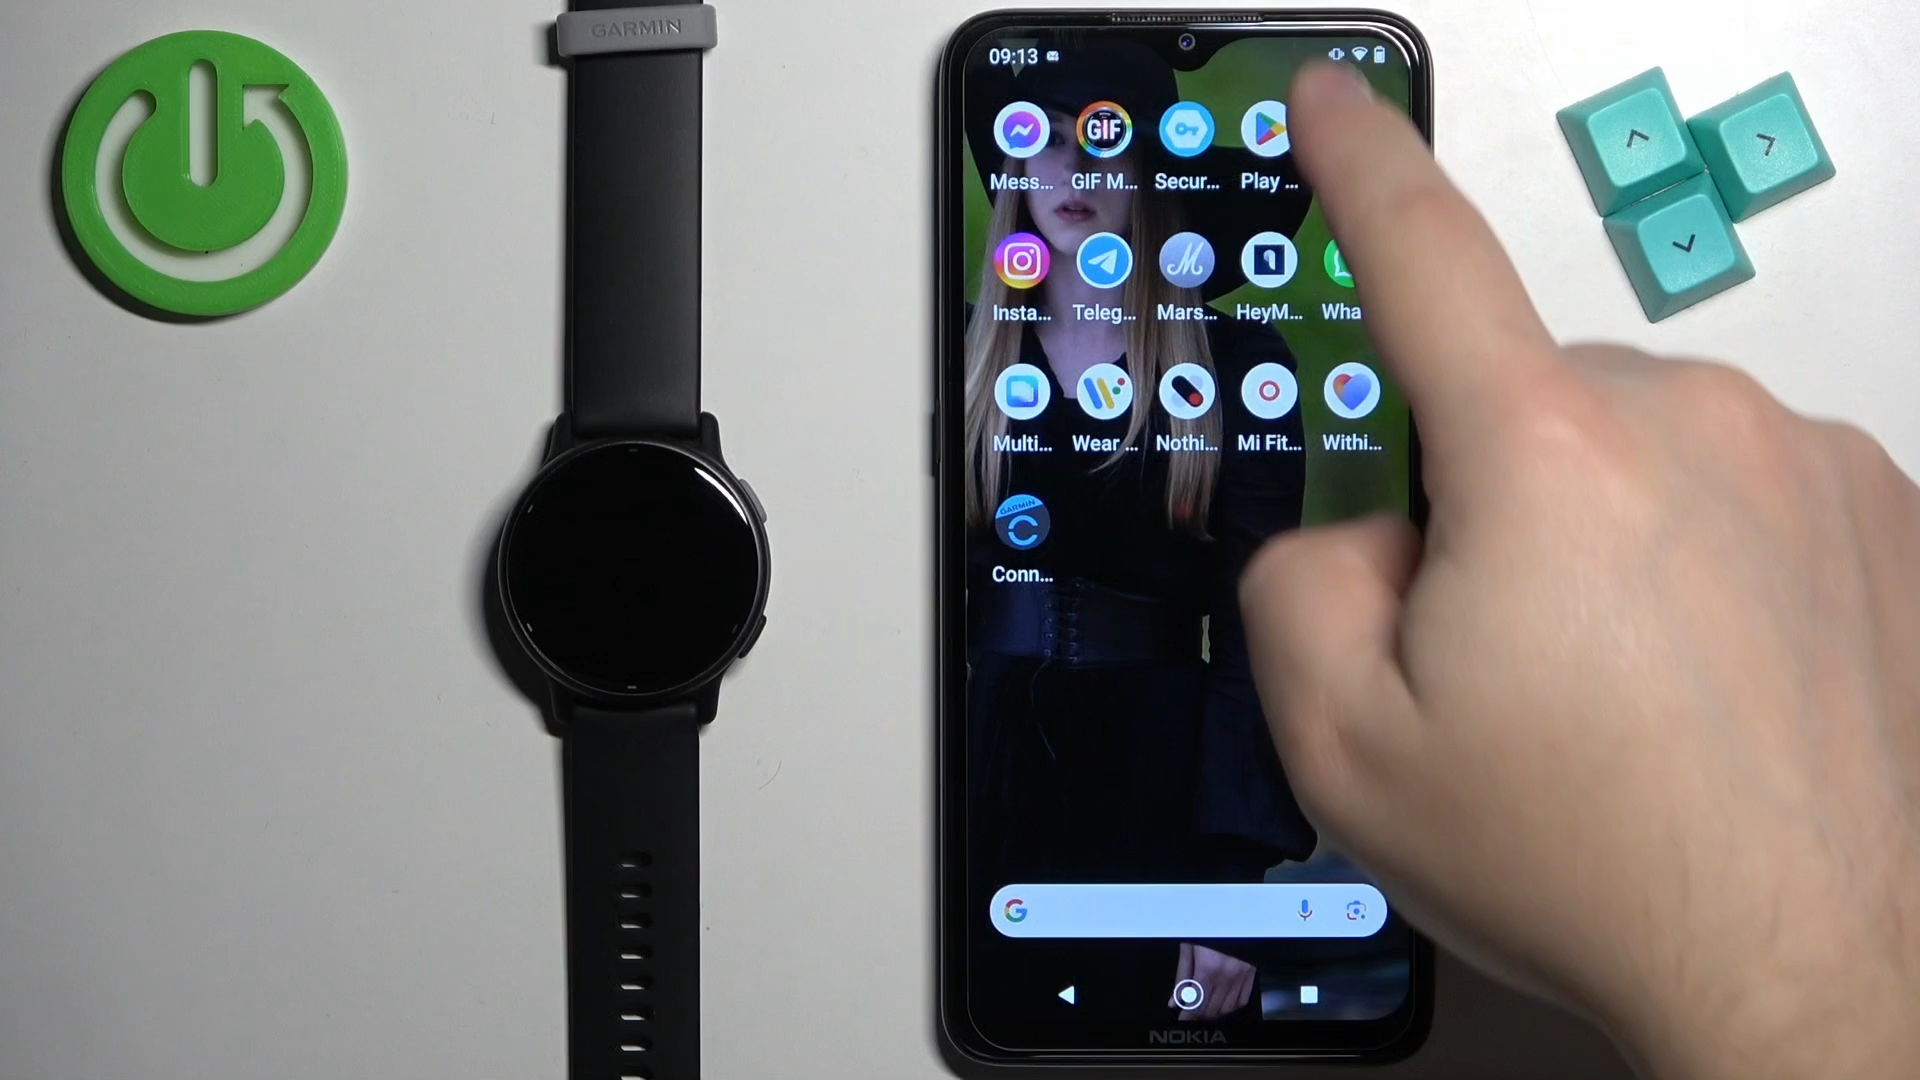 GARMIN
09:13
GIF
Mess...
GIF M...
Secur...
Play ...
M
Insta...
Teleg...
Mars...
HeyM...
Wha
Multi...
Wear ...
Nothi...
Mi Fit...
Withi...
GARMIN
Conn...
G
NOKIA